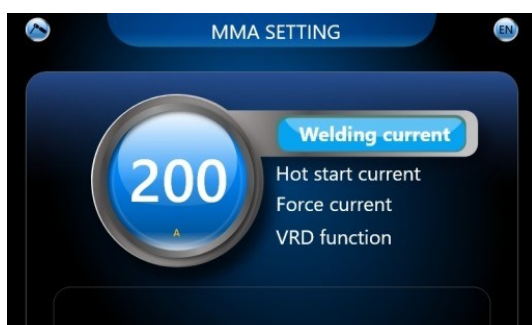 MMA SETTING
EN
Welding current
200
A
Hot start current
Force current
VRD function